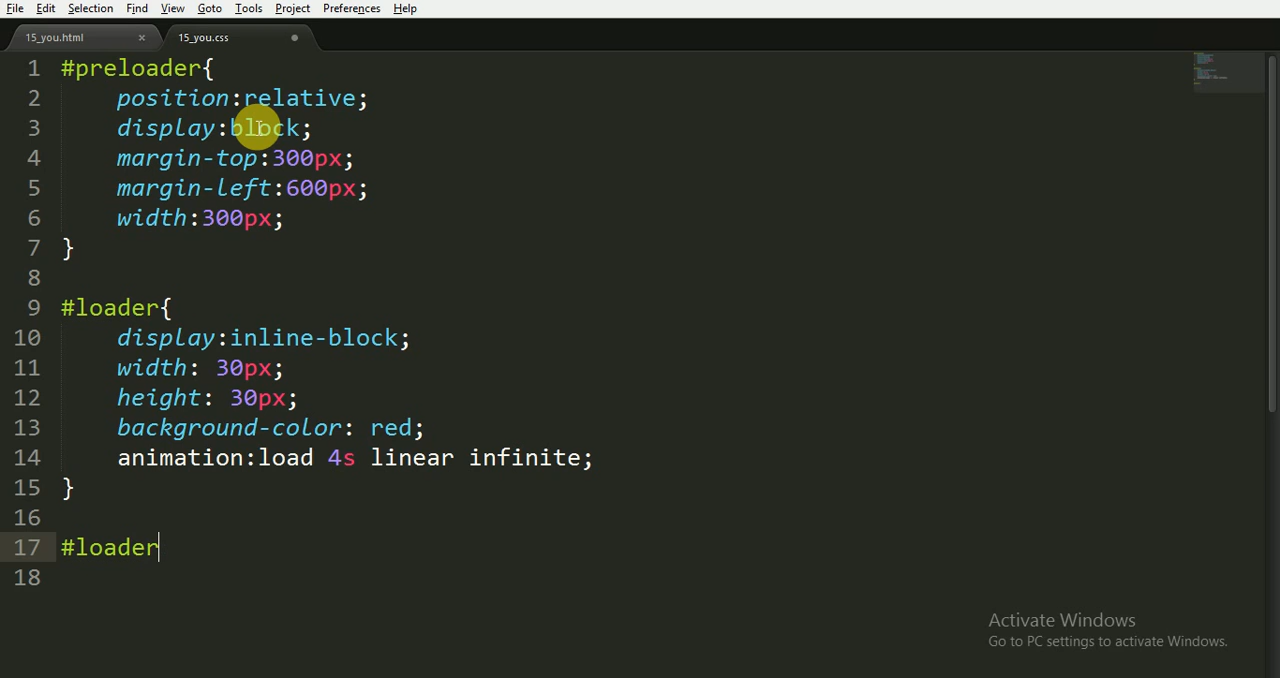 File Edit Selection Find View Goto Tools Project Preferences Help
15_you.html × 15_you.css
1 #preloader{
2 position:relative;
3 display:block;
4 margin-top:300px;
5 margin-left:600px;
6 width:300px;
7 }
8
9 #loader{
10 display:inline-block;
11 width: 30px;
12 height: 30px;
13 background-color: red;
14 animation:load 4s linear infinite;
15 }
16
17 #loader
18
Activate Windows
Go to PC settings to activate Windows.